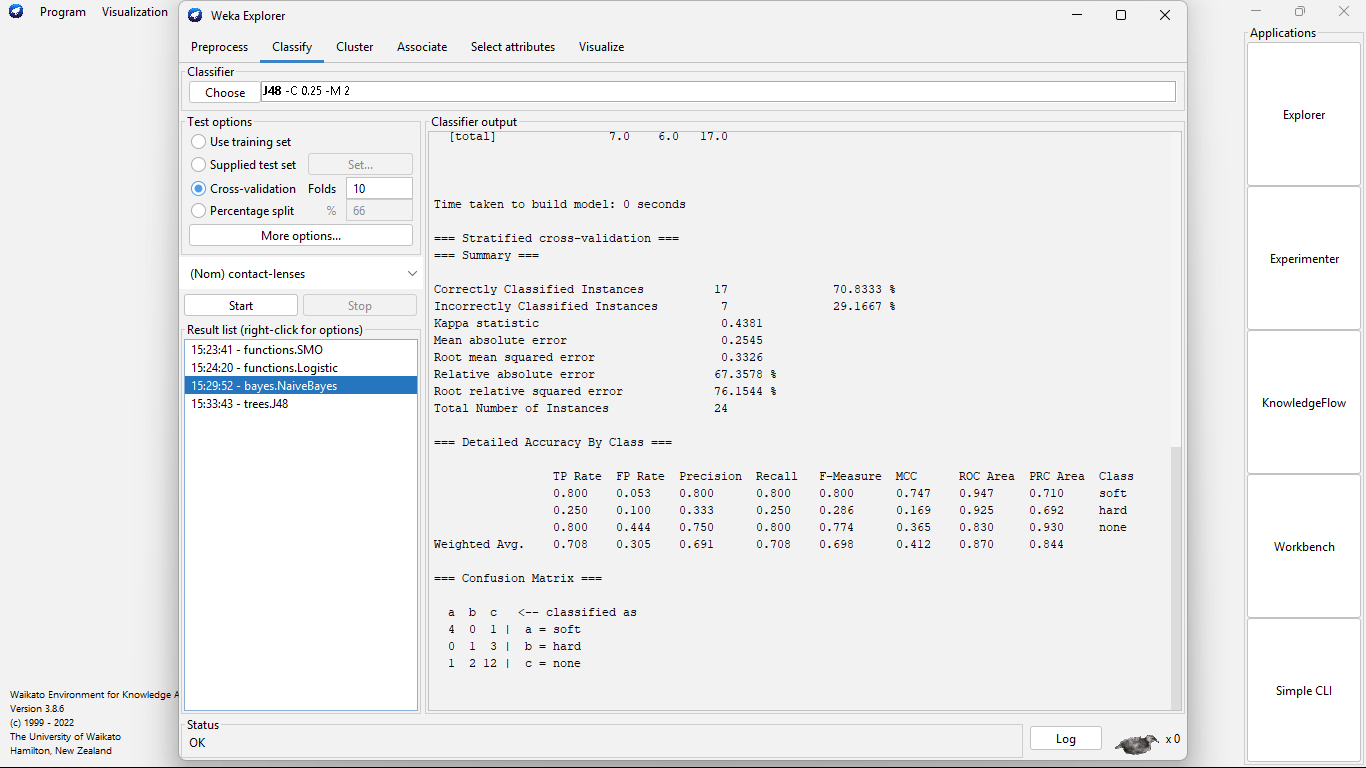 Program Visualization
Weka Explorer
Preprocess Classify Cluster Associate Select attributes Visualize
Classifier
Choose J48 -C 0.25 -M 2
Test options
Use training set
Supplied test set Set...
Cross-validation Folds 10
Percentage split % 66
More options...
(Nom) contact-lenses
Start Stop
Result list (right-click for options)
15:23:41 - functions.SMO
15:24:20 - functions.Logistic
15:29:52 - bayes.NaiveBayes
15:33:43 - trees.J48
Classifier output
[total] 7.0 6.0 17.0
Time taken to build model: 0 seconds
=== Stratified cross-validation ===
=== Summary ===
Correctly Classified Instances 17 70.8333 %
Incorrectly Classified Instances 7 29.1667 %
Kappa statistic 0.4381
Mean absolute error 0.2545
Root mean squared error 0.3326
Relative absolute error 67.3578 %
Root relative squared error 76.1544 %
Total Number of Instances 24
=== Detailed Accuracy By Class ===
TP Rate FP Rate Precision Recall F-Measure MCC ROC Area PRC Area Class
0.800 0.053 0.800 0.800 0.800 0.747 0.947 0.710 soft
0.250 0.100 0.333 0.250 0.286 0.169 0.925 0.692 hard
0.800 0.444 0.750 0.800 0.774 0.365 0.830 0.930 none
Weighted Avg. 0.708 0.305 0.691 0.708 0.698 0.412 0.870 0.844
=== Confusion Matrix ===
a b c <-- classified as
4 0 1 | a = soft
0 1 3 | b = hard
1 2 12 | c = none
Status
OK
Log x 0
Waikato Environment for Knowledge A
Version 3.8.6
(c) 1999 - 2022
The University of Waikato
Hamilton, New Zealand
Applications
Explorer
Experimenter
KnowledgeFlow
Workbench
Simple CLI